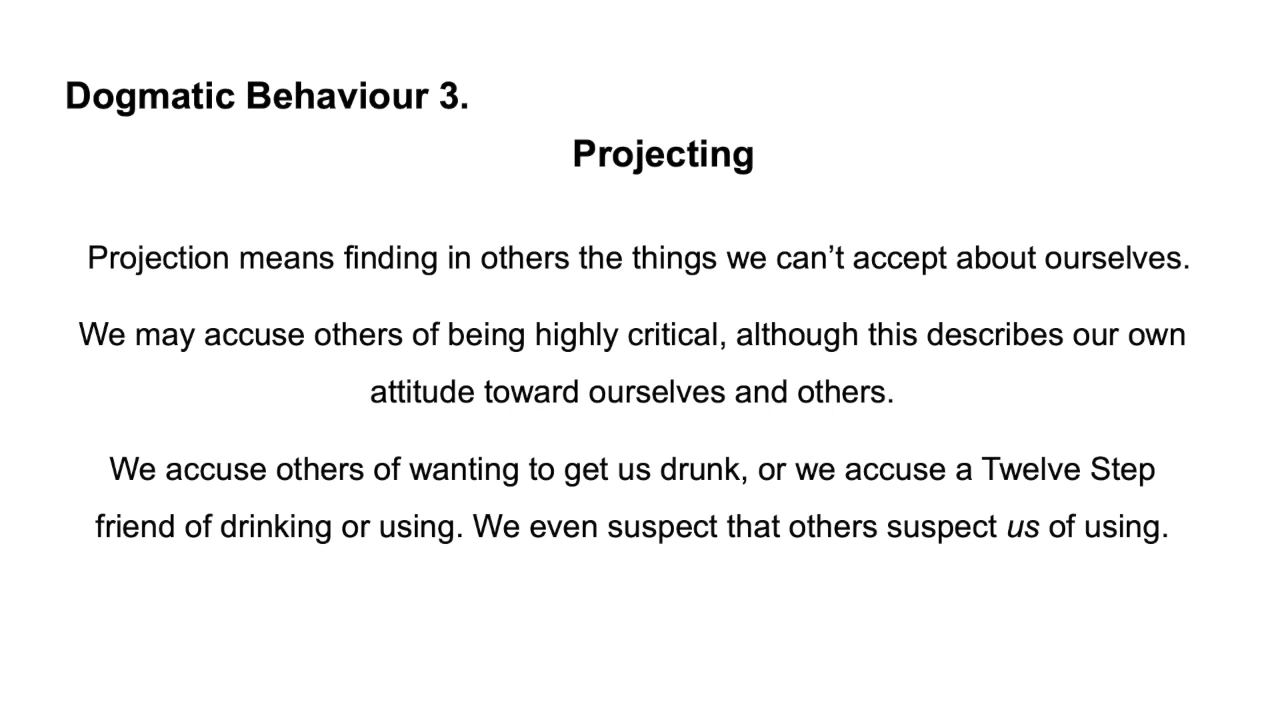 Dogmatic Behaviour 3.
Projecting
Projection means finding in others the things we can’t accept about ourselves.
We may accuse others of being highly critical, although this describes our own
attitude toward ourselves and others.
We accuse others of wanting to get us drunk, or we accuse a Twelve Step
friend of drinking or using. We even suspect that others suspect us of using.